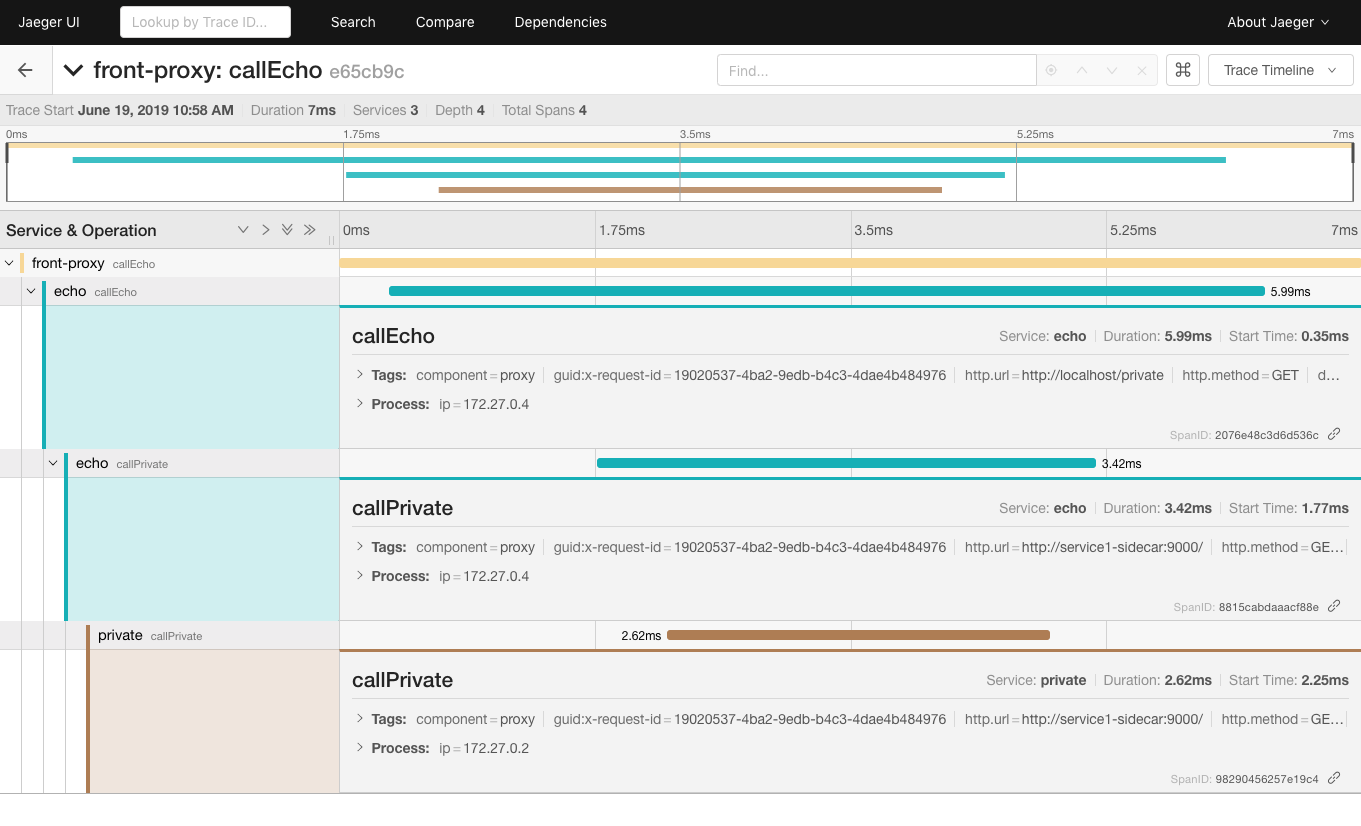 Jaeger UI Lookup by Trace ID... Search Compare Dependencies About Jaeger
front-proxy: callEcho e65cb9c Find... ⌘ Trace Timeline
Trace Start June 19, 2019 10:58 AM Duration 7ms Services 3 Depth 4 Total Spans 4
0ms 1.75ms 3.5ms 5.25ms 7ms
Service & Operation 0ms 1.75ms 3.5ms 5.25ms 7ms
front-proxy callEcho
echo callEcho 5.99ms
callEcho Service: echo Duration: 5.99ms Start Time: 0.35ms
Tags: component=proxy guid:x-request-id=19020537-4ba2-9edb-b4c3-4dae4b484976 http.url=http://localhost/private http.method=GET d...
Process: ip=172.27.0.4
SpanID: 2076e48c3d6d536c
echo callPrivate 3.42ms
callPrivate Service: echo Duration: 3.42ms Start Time: 1.77ms
Tags: component=proxy guid:x-request-id=19020537-4ba2-9edb-b4c3-4dae4b484976 http.url=http://service1-sidecar:9000/ http.method=GE...
Process: ip=172.27.0.4
SpanID: 8815cabdaaacf88e
private callPrivate 2.62ms
callPrivate Service: private Duration: 2.62ms Start Time: 2.25ms
Tags: component=proxy guid:x-request-id=19020537-4ba2-9edb-b4c3-4dae4b484976 http.url=http://service1-sidecar:9000/ http.method=GE...
Process: ip=172.27.0.2
SpanID: 98290456257e19c4